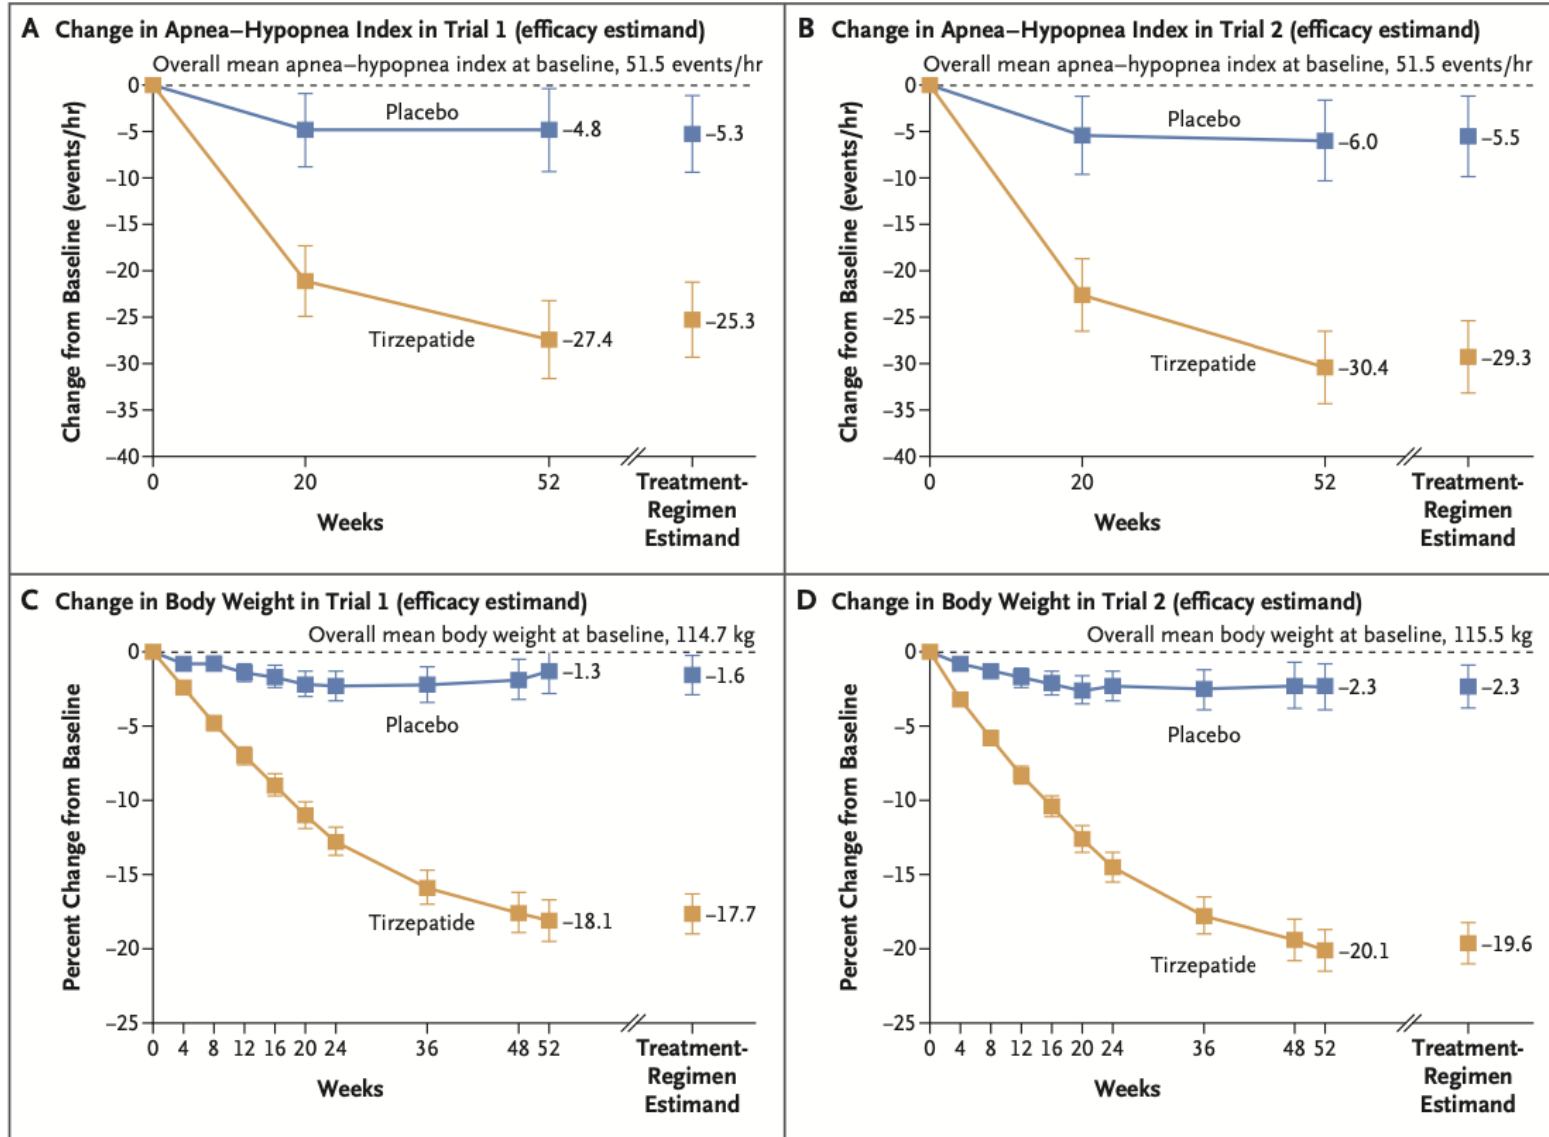 A Change in Apnea–Hypopnea Index in Trial 1 (efficacy estimand)
Overall mean apnea–hypopnea index at baseline, 51.5 events/hr
Change from Baseline (events/hr)
0
–5
–10
–15
–20
–25
–30
–35
–40
Placebo
–4.8
–5.3
Tirzepatide
–27.4
–25.3
0 20 52
Weeks
Treatment-
Regimen
Estimand
B Change in Apnea–Hypopnea Index in Trial 2 (efficacy estimand)
Overall mean apnea–hypopnea index at baseline, 51.5 events/hr
Change from Baseline (events/hr)
0
–5
–10
–15
–20
–25
–30
–35
–40
Placebo
–6.0
–5.5
Tirzepatide
–30.4
–29.3
0 20 52
Weeks
Treatment-
Regimen
Estimand
C Change in Body Weight in Trial 1 (efficacy estimand)
Overall mean body weight at baseline, 114.7 kg
Percent Change from Baseline
0
–5
–10
–15
–20
–25
–1.3
–1.6
Placebo
Tirzepatide
–18.1
–17.7
0 4 8 12 16 20 24 36 48 52
Weeks
Treatment-
Regimen
Estimand
D Change in Body Weight in Trial 2 (efficacy estimand)
Overall mean body weight at baseline, 115.5 kg
Percent Change from Baseline
0
–5
–10
–15
–20
–25
–2.3
–2.3
Placebo
Tirzepatide
–20.1
–19.6
0 4 8 12 16 20 24 36 48 52
Weeks
Treatment-
Regimen
Estimand